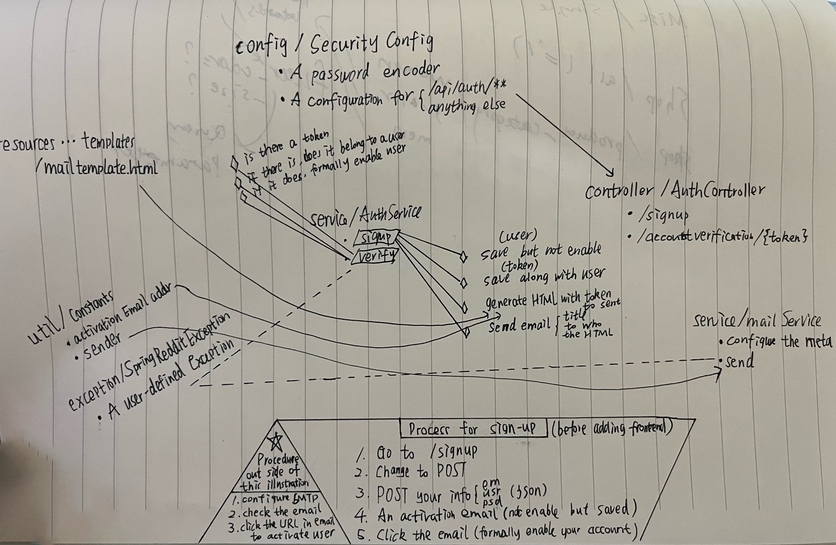 config / Security Config
• A password encoder
• A configuration for { /api/auth/**
anything else
esources ... templates
/mailtemplate.html
is there a token
if there is, does it belong to a user
if it does, formally enable user
controller / AuthController
• /signup
• /accountverification/{token}
service/AuthService
signup
verify
(user)
save but not enable
(token)
save along with user
generate HTML with token
to sent
send email { title
to who
the HTML
util/Constants
• activation Email addr
• sender
exception/SpringRedditException
• A user-defined Exception
service/mail Service
• configue the meta
• send
Procedure
out side of
this illustration
1. configure SMTP
2. check the email
3. click the URL in email
to activate user
Process for sign-up (before adding frontend)
1. Go to /signup
2. Change to POST
3. POST your info { em
usr
psd
(json)
4. An activation email (not enable but saved)
5. Click the email (formally enable your account)